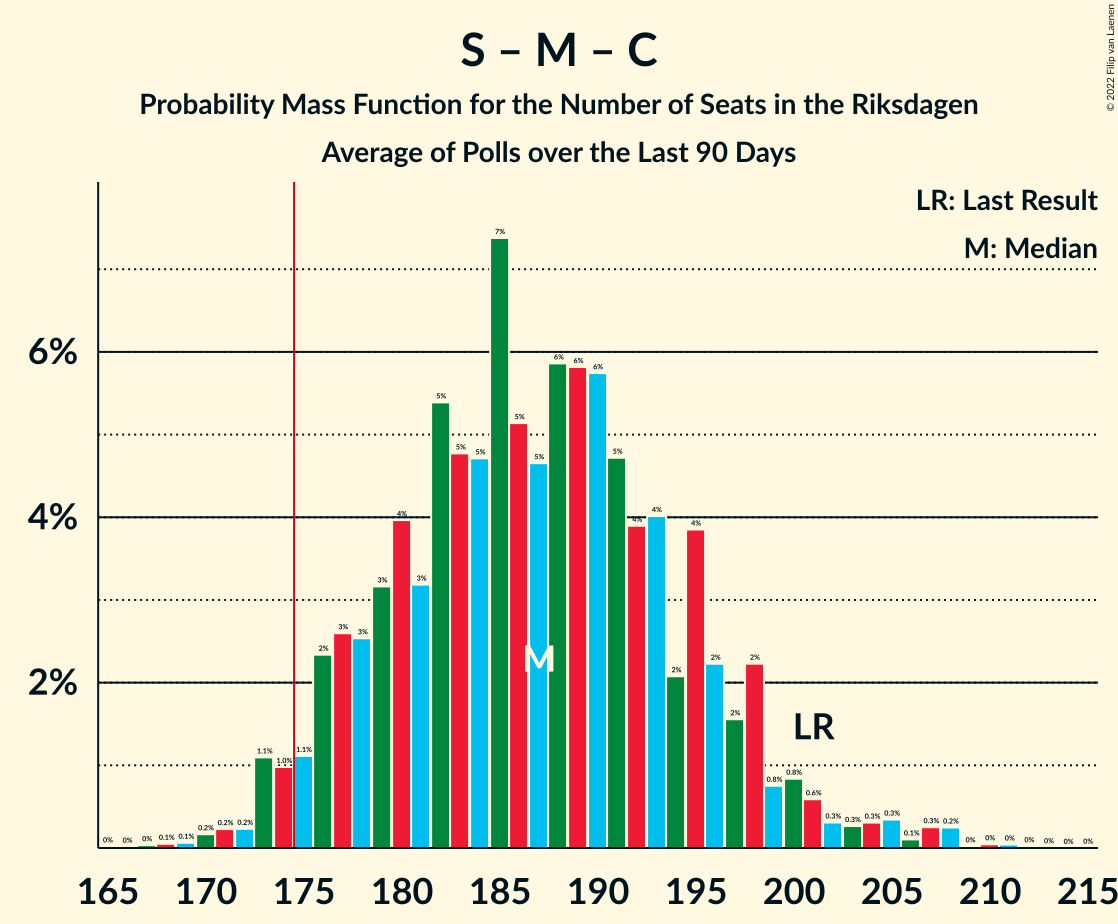 S – M – C
Probability Mass Function for the Number of Seats in the Riksdagen
Average of Polls over the Last 90 Days
© 2022 Filip van Laenen
LR: Last Result
M: Median
6%
4%
2%
0% 0% 0% 0.1% 0.1% 0.2% 0.2% 0.2% 1.1% 1.0% 1.1% 2% 3% 3% 3% 4% 3% 5% 5% 5% 7% 5% 5% 6% 6% 6% 5% 4% 4% 2% 4% 2% 2% 2% 0.8% 0.8% 0.6% 0.3% 0.3% 0.3% 0.3% 0.1% 0.3% 0.2% 0% 0% 0% 0% 0% 0% 0%
M
LR
165 170 175 180 185 190 195 200 205 210 215